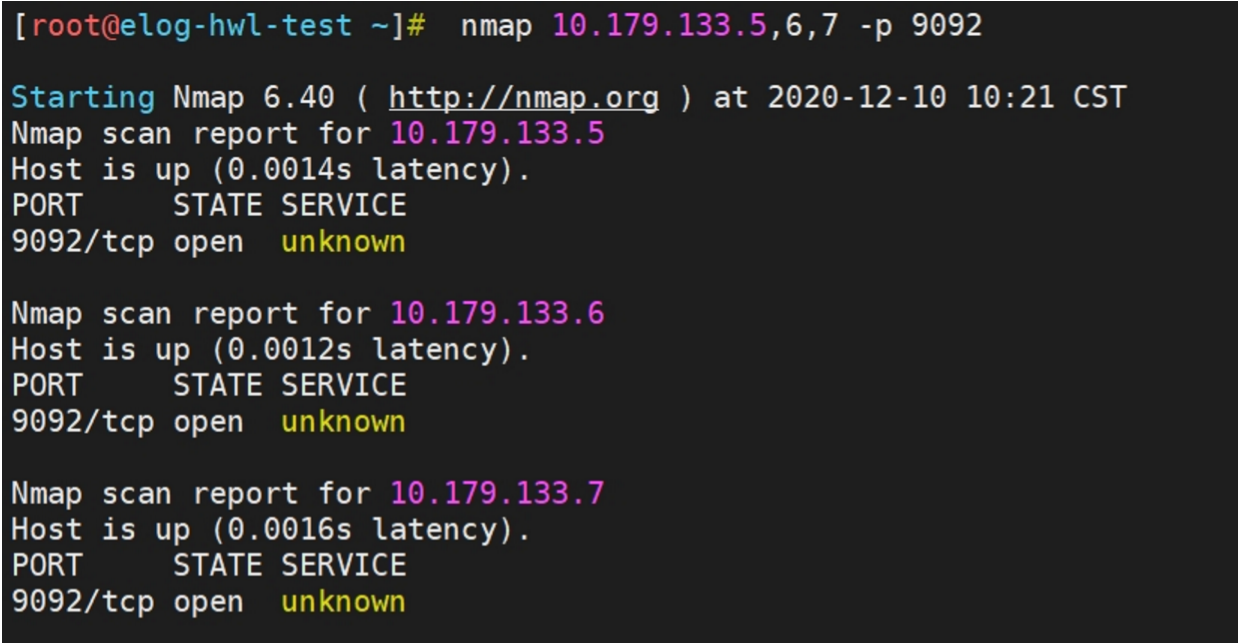 [root@elog-hwl-test ~]#  nmap 10.179.133.5,6,7 -p 9092
Starting Nmap 6.40 ( http://nmap.org ) at 2020-12-10 10:21 CST
Nmap scan report for 10.179.133.5
Host is up (0.0014s latency).
PORT     STATE SERVICE
9092/tcp open  unknown
Nmap scan report for 10.179.133.6
Host is up (0.0012s latency).
PORT     STATE SERVICE
9092/tcp open  unknown
Nmap scan report for 10.179.133.7
Host is up (0.0016s latency).
PORT     STATE SERVICE
9092/tcp open  unknown